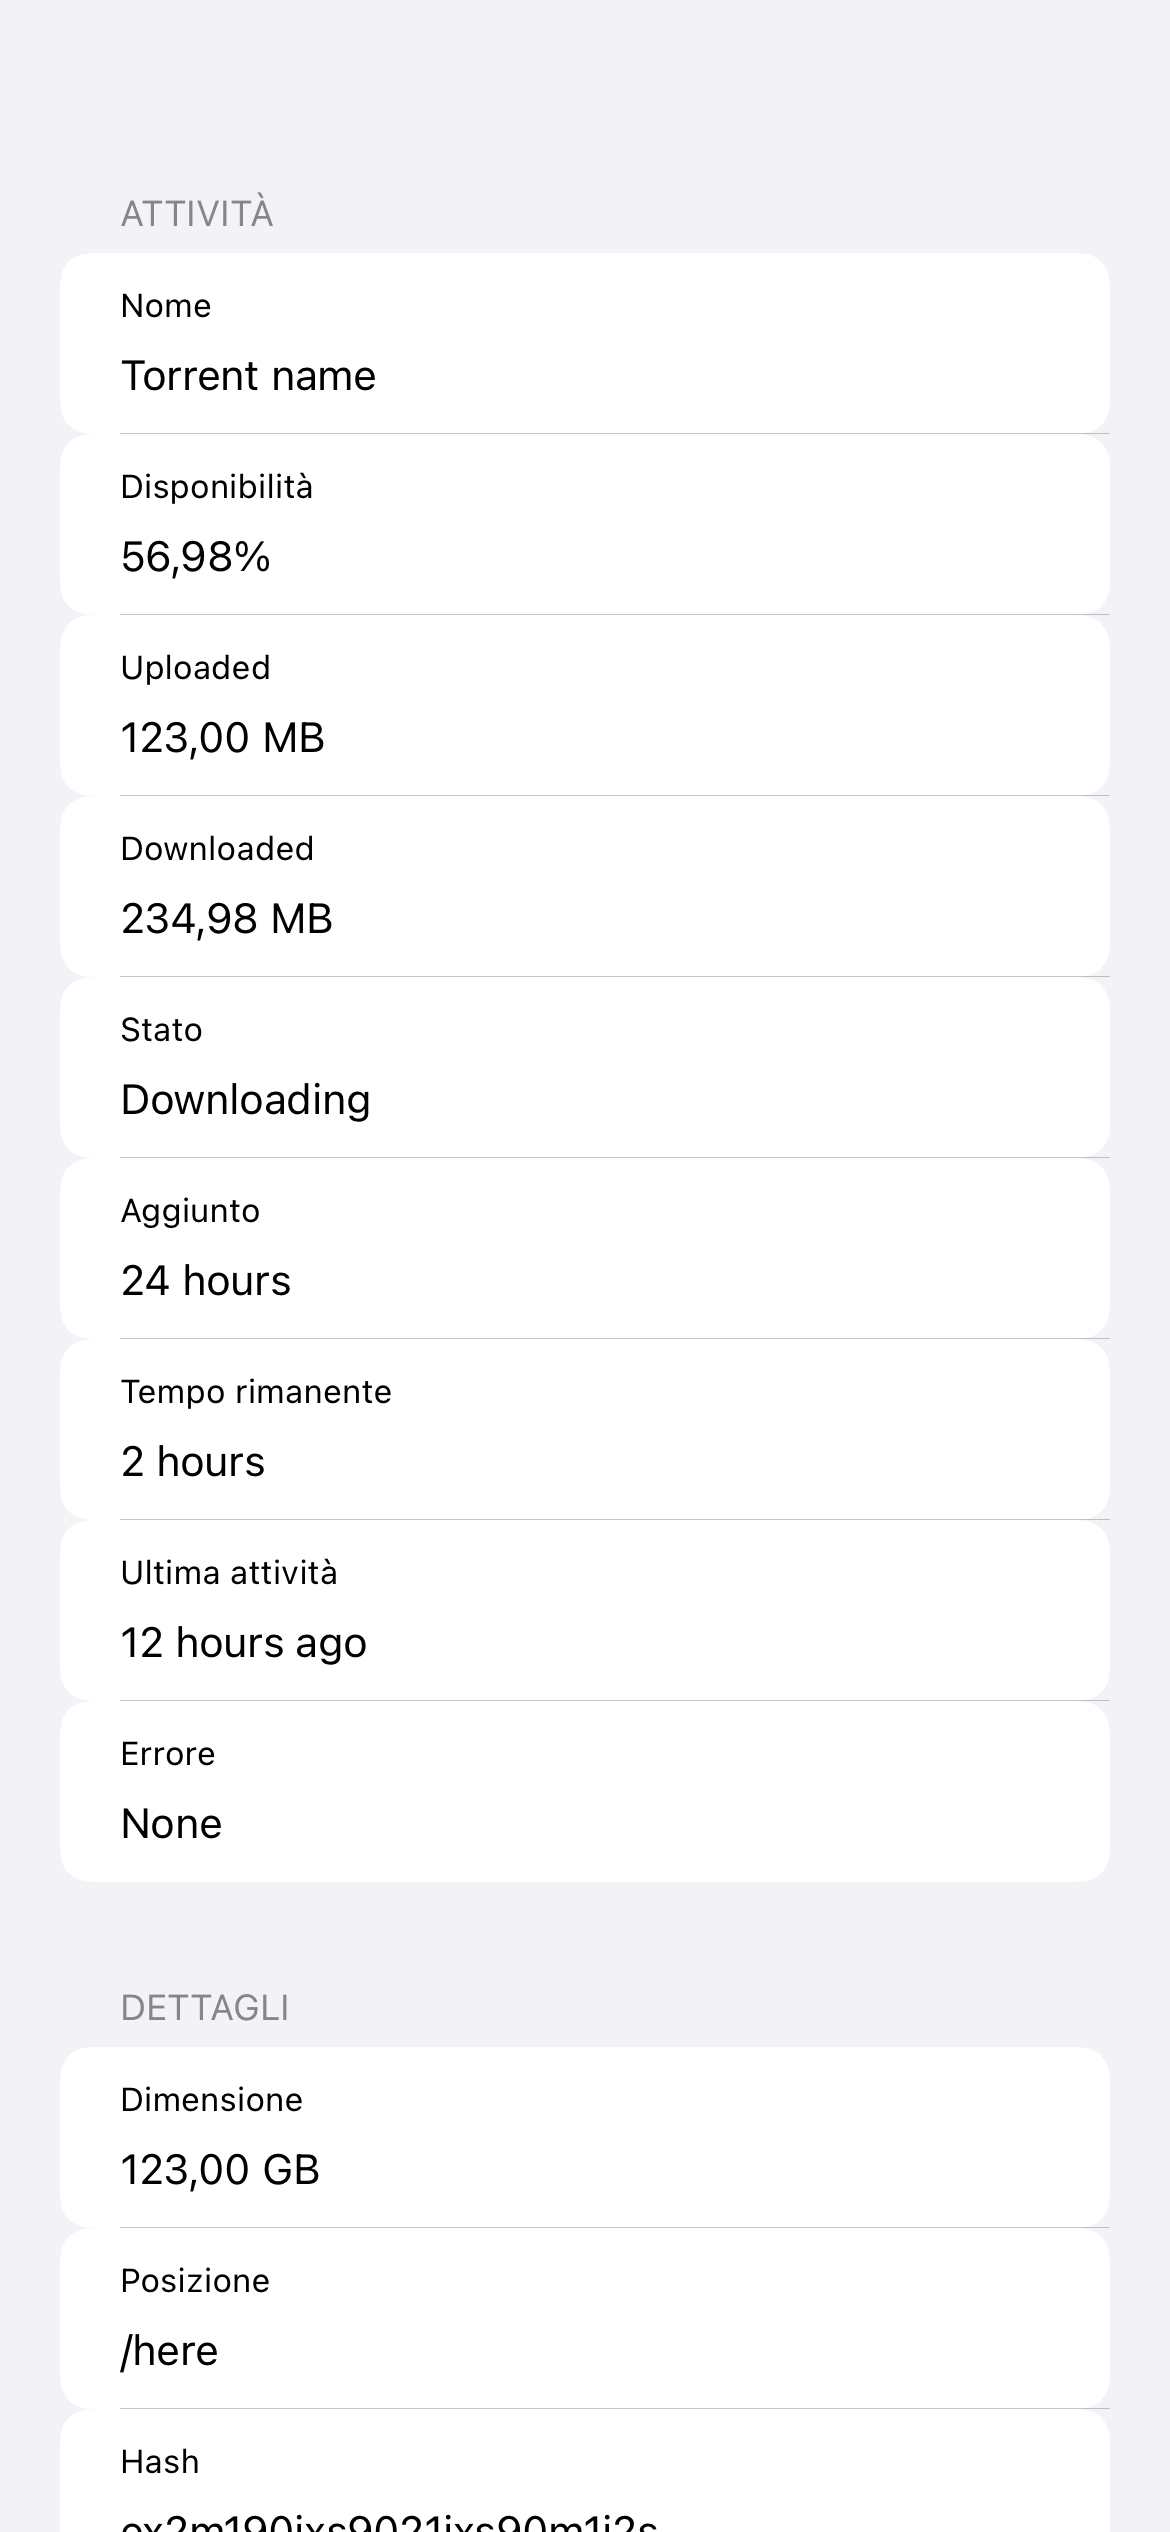 ATTIVITÀ
Nome
Torrent name
Disponibilità
56,98%
Uploaded
123,00 MB
Downloaded
234,98 MB
Stato
Downloading
Aggiunto
24 hours
Tempo rimanente
2 hours
Ultima attività
12 hours ago
Errore
None
DETTAGLI
Dimensione
123,00 GB
Posizione
/here
Hash